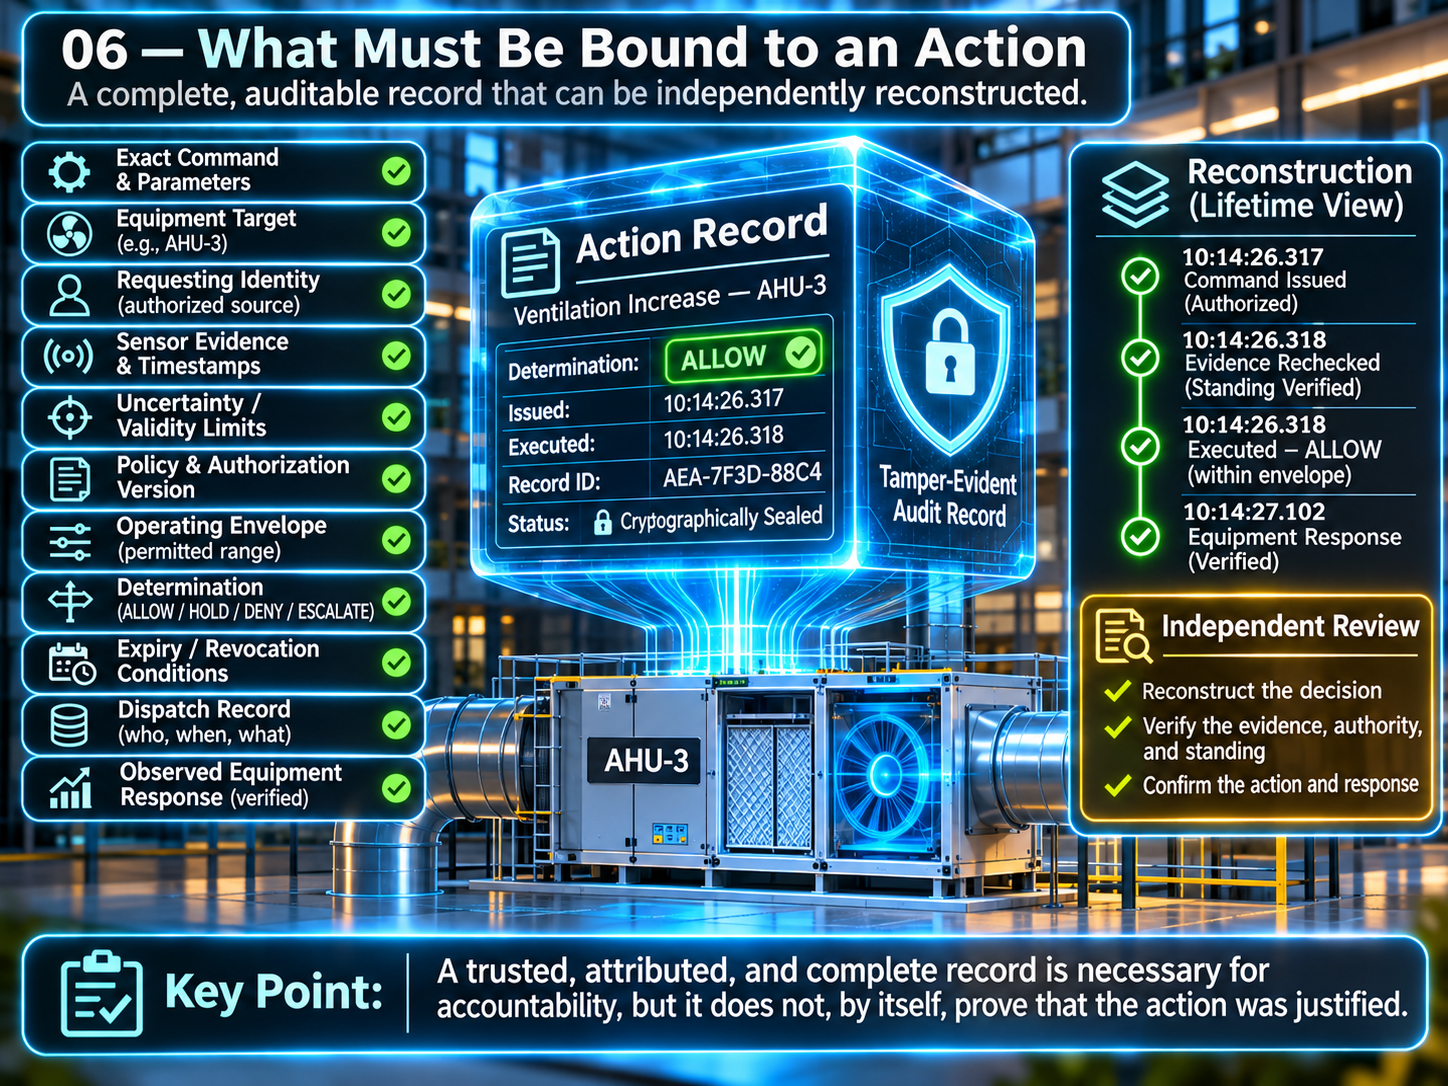 06 — What Must Be Bound to an Action
A complete, auditable record that can be independently reconstructed.
Exact Command
& Parameters
Equipment Target
(e.g., AHU-3)
Requesting Identity
(authorized source)
Sensor Evidence
& Timestamps
Uncertainty /
Validity Limits
Policy & Authorization
Version
Operating Envelope
(permitted range)
Determination
(ALLOW / HOLD / DENY / ESCALATE)
Expiry / Revocation
Conditions
Dispatch Record
(who, when, what)
Observed Equipment
Response (verified)
Action Record
Ventilation Increase — AHU-3
Determination: ALLOW
Issued: 10:14:26.317
Executed: 10:14:26.318
Record ID: AEA-7F3D-88C4
Status: Cryptographically Sealed
Tamper-Evident
Audit Record
AHU-3
Reconstruction
(Lifetime View)
10:14:26.317
Command Issued
(Authorized)
10:14:26.318
Evidence Rechecked
(Standing Verified)
10:14:26.318
Executed – ALLOW
(within envelope)
10:14:27.102
Equipment Response
(Verified)
Independent Review
Reconstruct the decision
Verify the evidence, authority,
and standing
Confirm the action and response
Key Point:
A trusted, attributed, and complete record is necessary for
accountability, but it does not, by itself, prove that the action was justified.